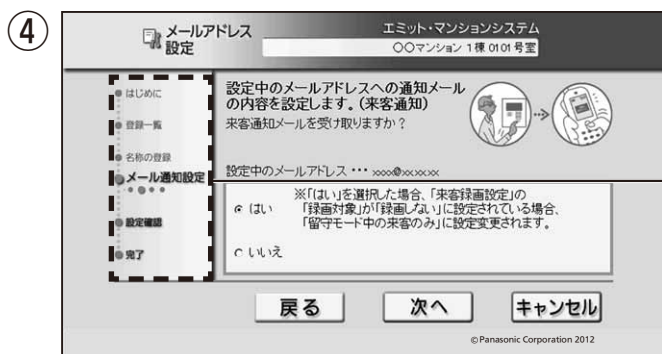 ④
メールアドレス
設定
エミット・マンションシステム
〇〇マンション 1棟 0101号室
はじめに
登録一覧
名称の登録
メール通知設定
設定確認
完了
設定中のメールアドレスへの通知メール
の内容を設定します。(来客通知)
来客通知メールを受け取りますか？
設定中のメールアドレス ••• xxxx@xxxxxx
はい
※「はい」を選択した場合、「来客録画設定」の
「録画対象」が「録画しない」に設定されている場合、
「留守モード中の来客のみ」に設定変更されます。
いいえ
戻る 次へ キャンセル
©Panasonic Corporation 2012